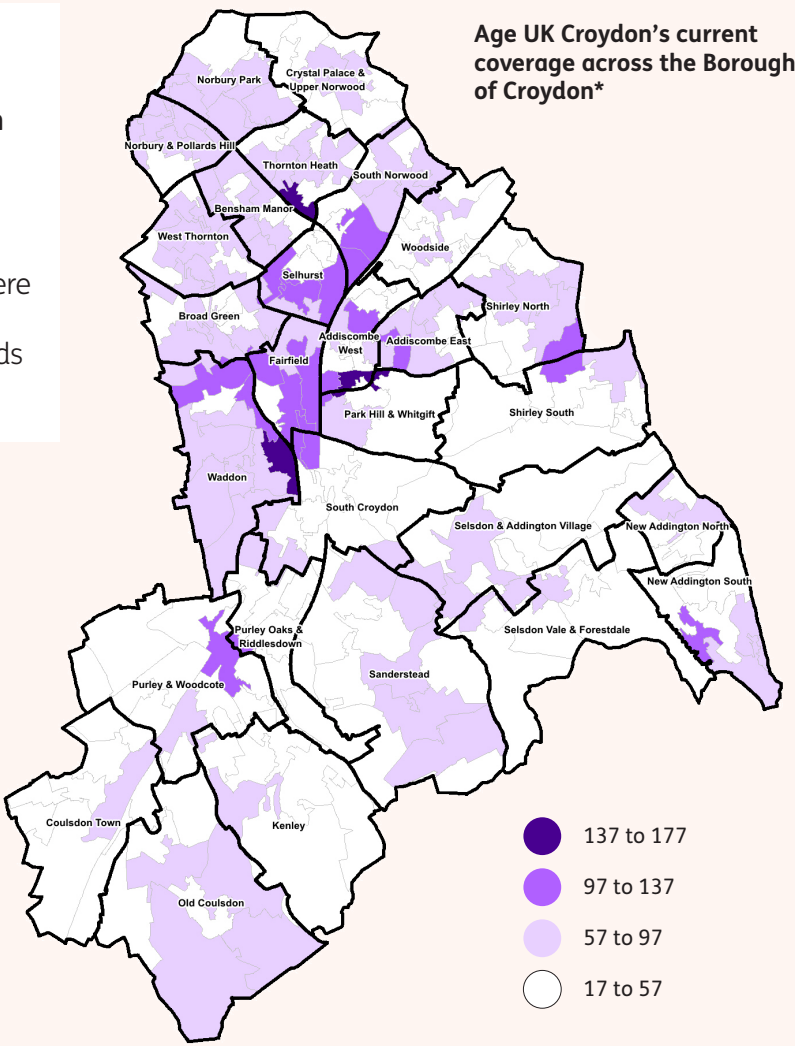 ere
ds
Age UK Croydon's current
coverage across the Borough
of Croydon*
Norbury Park
Crystal Palace &
Upper Norwood
Norbury & Pollards Hill
Thornton Heath
South Norwood
Bensham Manor
West Thornton
Woodside
Selhurst
Shirley North
Broad Green
Addiscombe
West
Addiscombe East
Fairfield
Park Hill & Whitgift
Shirley South
Waddon
South Croydon
Selsdon & Addington Village
New Addington North
New Addington South
Purley Oaks &
Riddlesdown
Selsdon Vale & Forestdale
Sanderstead
Purley & Woodcote
Coulsdon Town
Kenley
Old Coulsdon
137 to 177
97 to 137
57 to 97
17 to 57